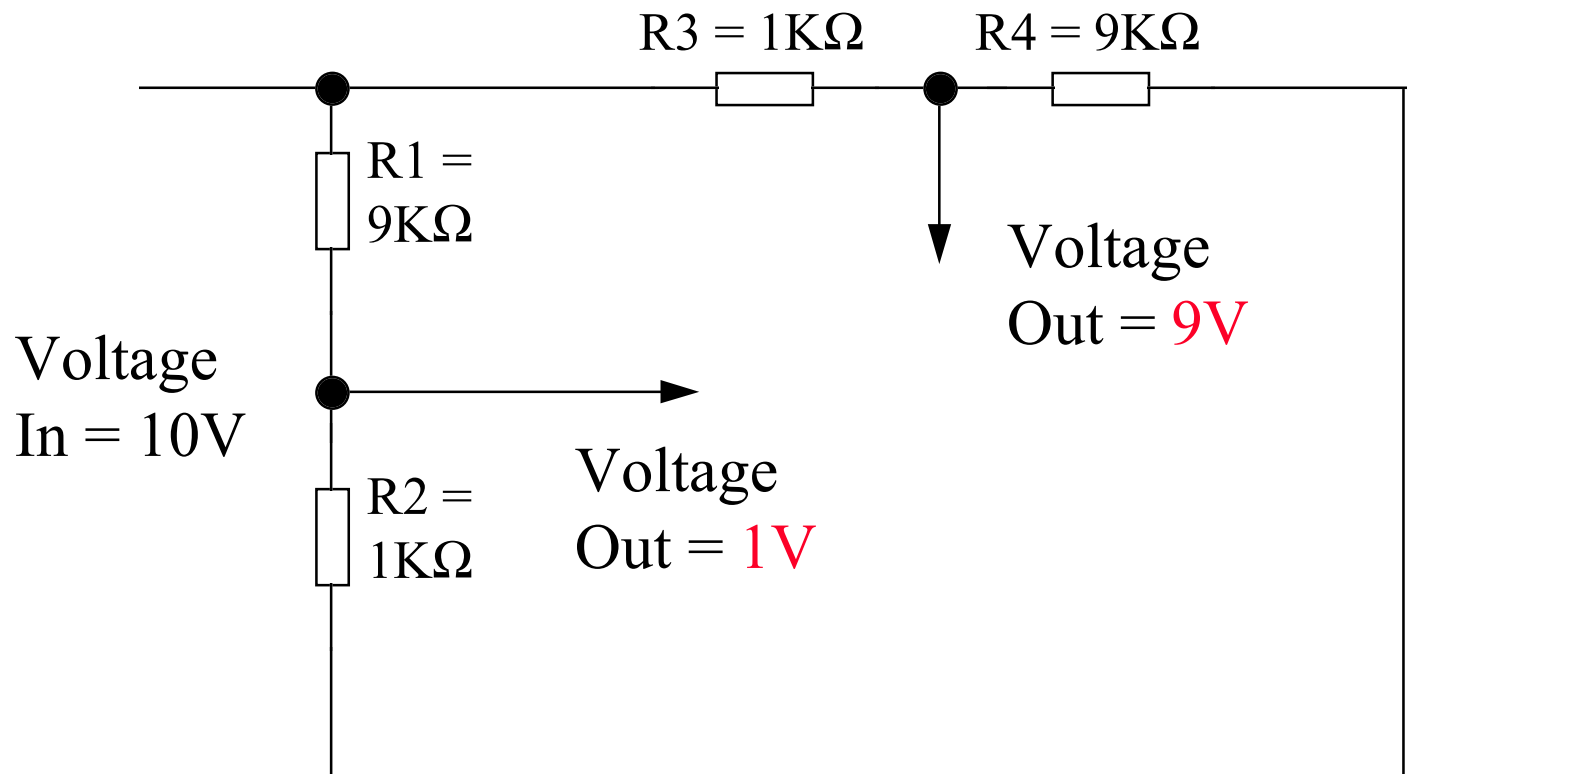 R3 = 1KΩ
R4 = 9KΩ
R1 =
9KΩ
Voltage
Out = 9V
Voltage
In = 10V
Voltage
Out = 1V
R2 =
1KΩ